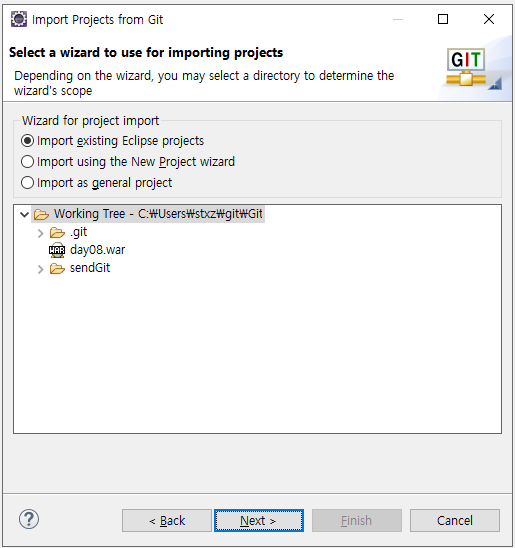 Import Projects from Git
Select a wizard to use for importing projects
Depending on the wizard, you may select a directory to determine the
wizard's scope
GIT
Wizard for project import
Import existing Eclipse projects
Import using the New Project wizard
Import as general project
Working Tree - C:₩Users₩stxz₩git₩Git
.git
WAR
day08.war
sendGit
?
< Back
Next >
Finish
Cancel